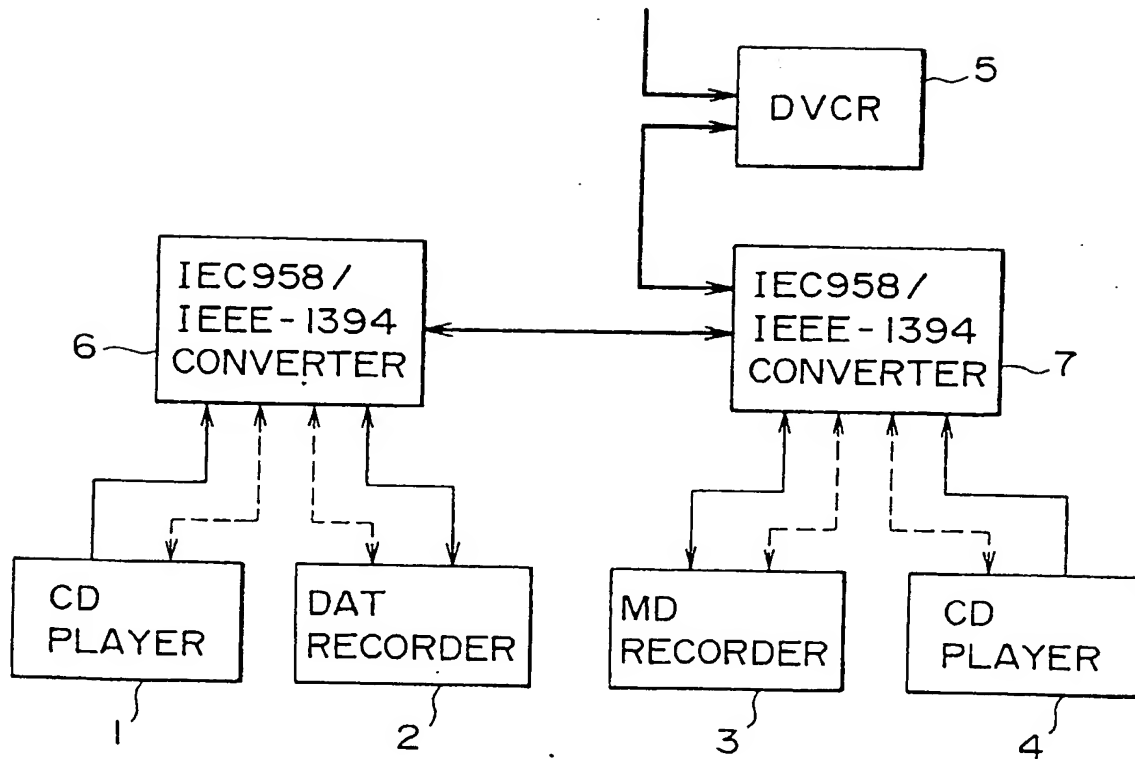 5
DVCR
IEC958/
IEEE-1394
CONVERTER
6
IEC958/
IEEE-1394
CONVERTER
7
CD
PLAYER
DAT
RECORDER
MD
RECORDER
CD
PLAYER
1
2
3
4